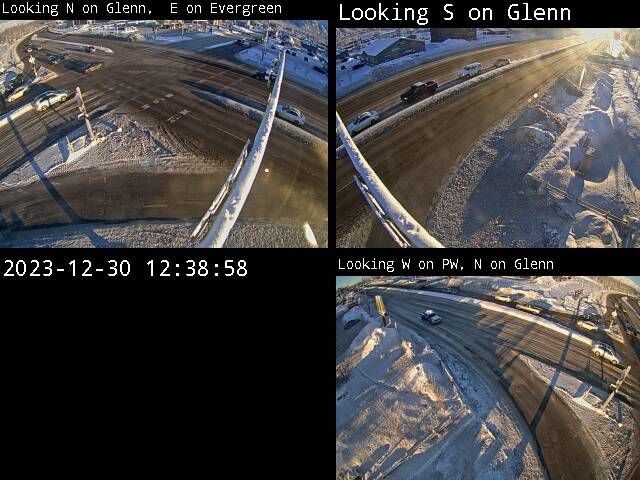 Looking N on Glenn,  E on Evergreen
Looking S on Glenn
2023-12-30 12:38:58
Looking W on PW, N on Glenn